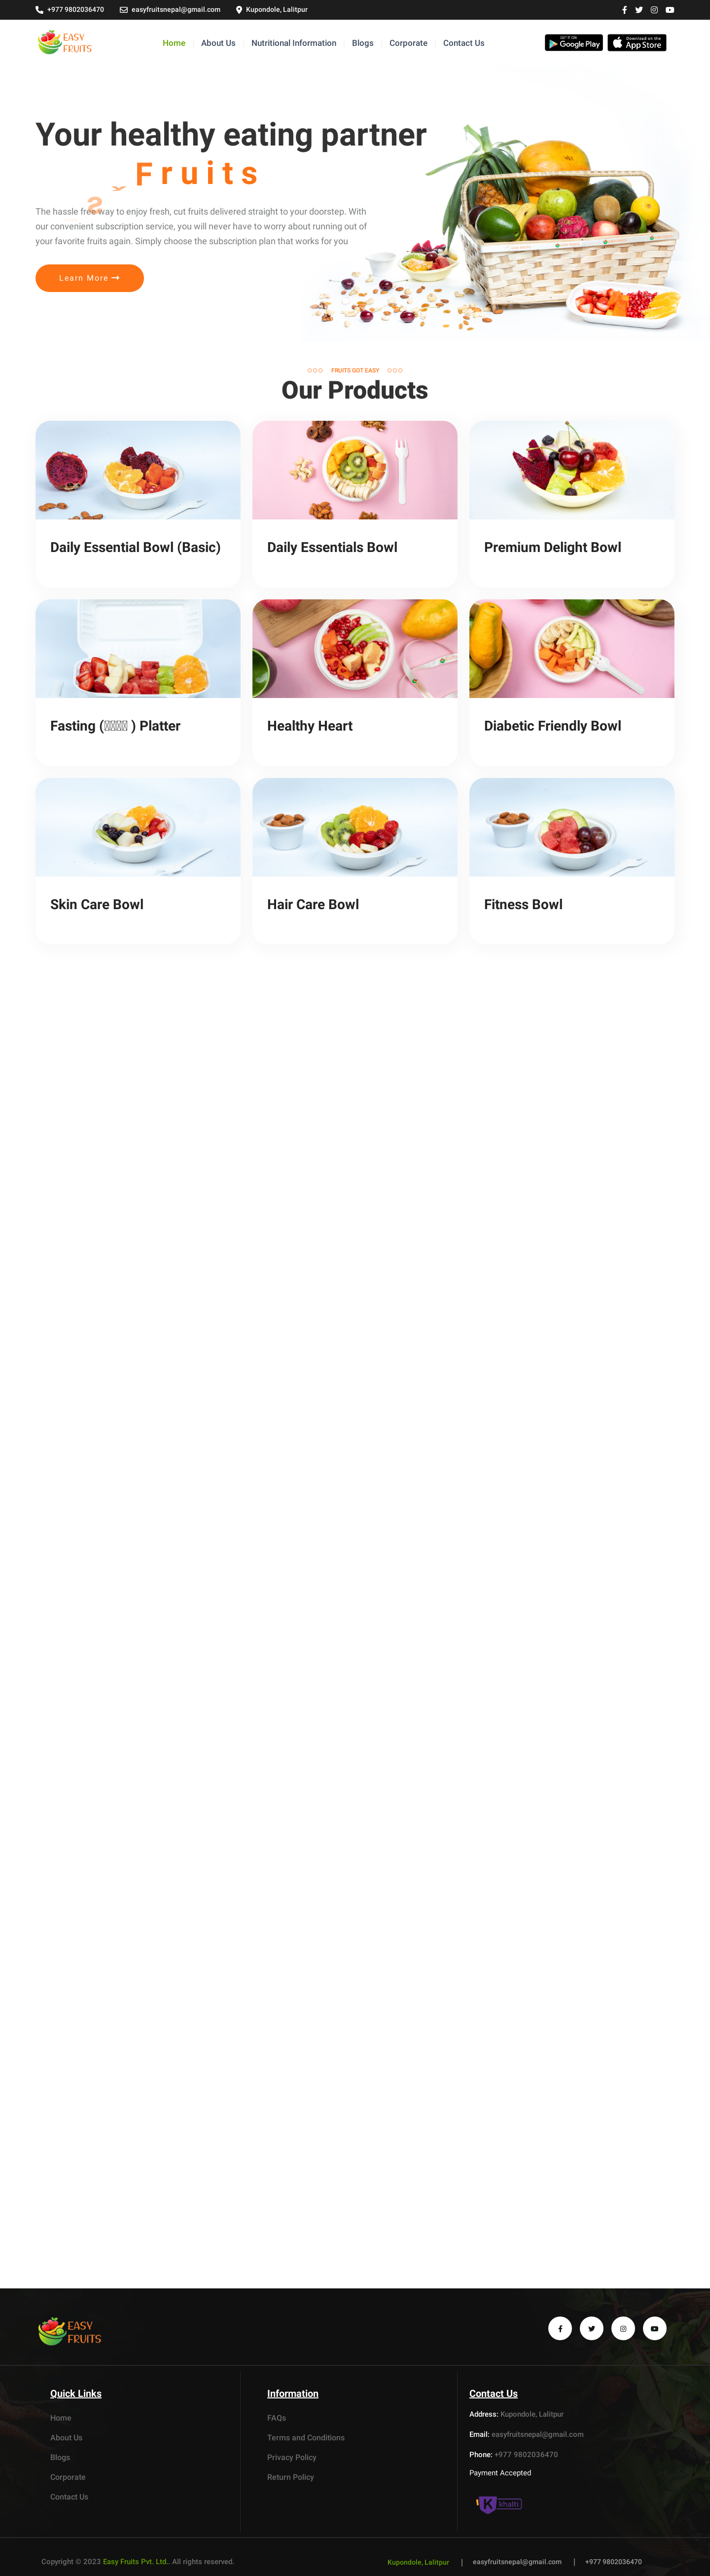 +977 9802036470
easyfruitsnepal@gmail.com
Kupondole, Lalitpur
EASY
FRUITS
Home
About Us
Nutritional Information
Blogs
Corporate
Contact Us
GET IT ON
Google Play
Download on the
App Store
Your healthy eating partner
Fruits
The hassle free way to enjoy fresh, cut fruits delivered straight to your doorstep. With
our convenient subscription service, you will never have to worry about running out of
your favorite fruits again. Simply choose the subscription plan that works for you
Learn More
FRUITS GOT EASY
Our Products
Daily Essential Bowl (Basic)
Daily Essentials Bowl
Premium Delight Bowl
Fasting ( ) Platter
Healthy Heart
Diabetic Friendly Bowl
Skin Care Bowl
Hair Care Bowl
Fitness Bowl
EASY
FRUITS
Quick Links
Home
About Us
Blogs
Corporate
Contact Us
Information
FAQs
Terms and Conditions
Privacy Policy
Return Policy
Contact Us
Address: Kupondole, Lalitpur
Email: easyfruitsnepal@gmail.com
Phone: +977 9802036470
Payment Accepted
khalti
Copyright © 2023 Easy Fruits Pvt. Ltd.. All rights reserved.
Kupondole, Lalitpur | easyfruitsnepal@gmail.com | +977 9802036470